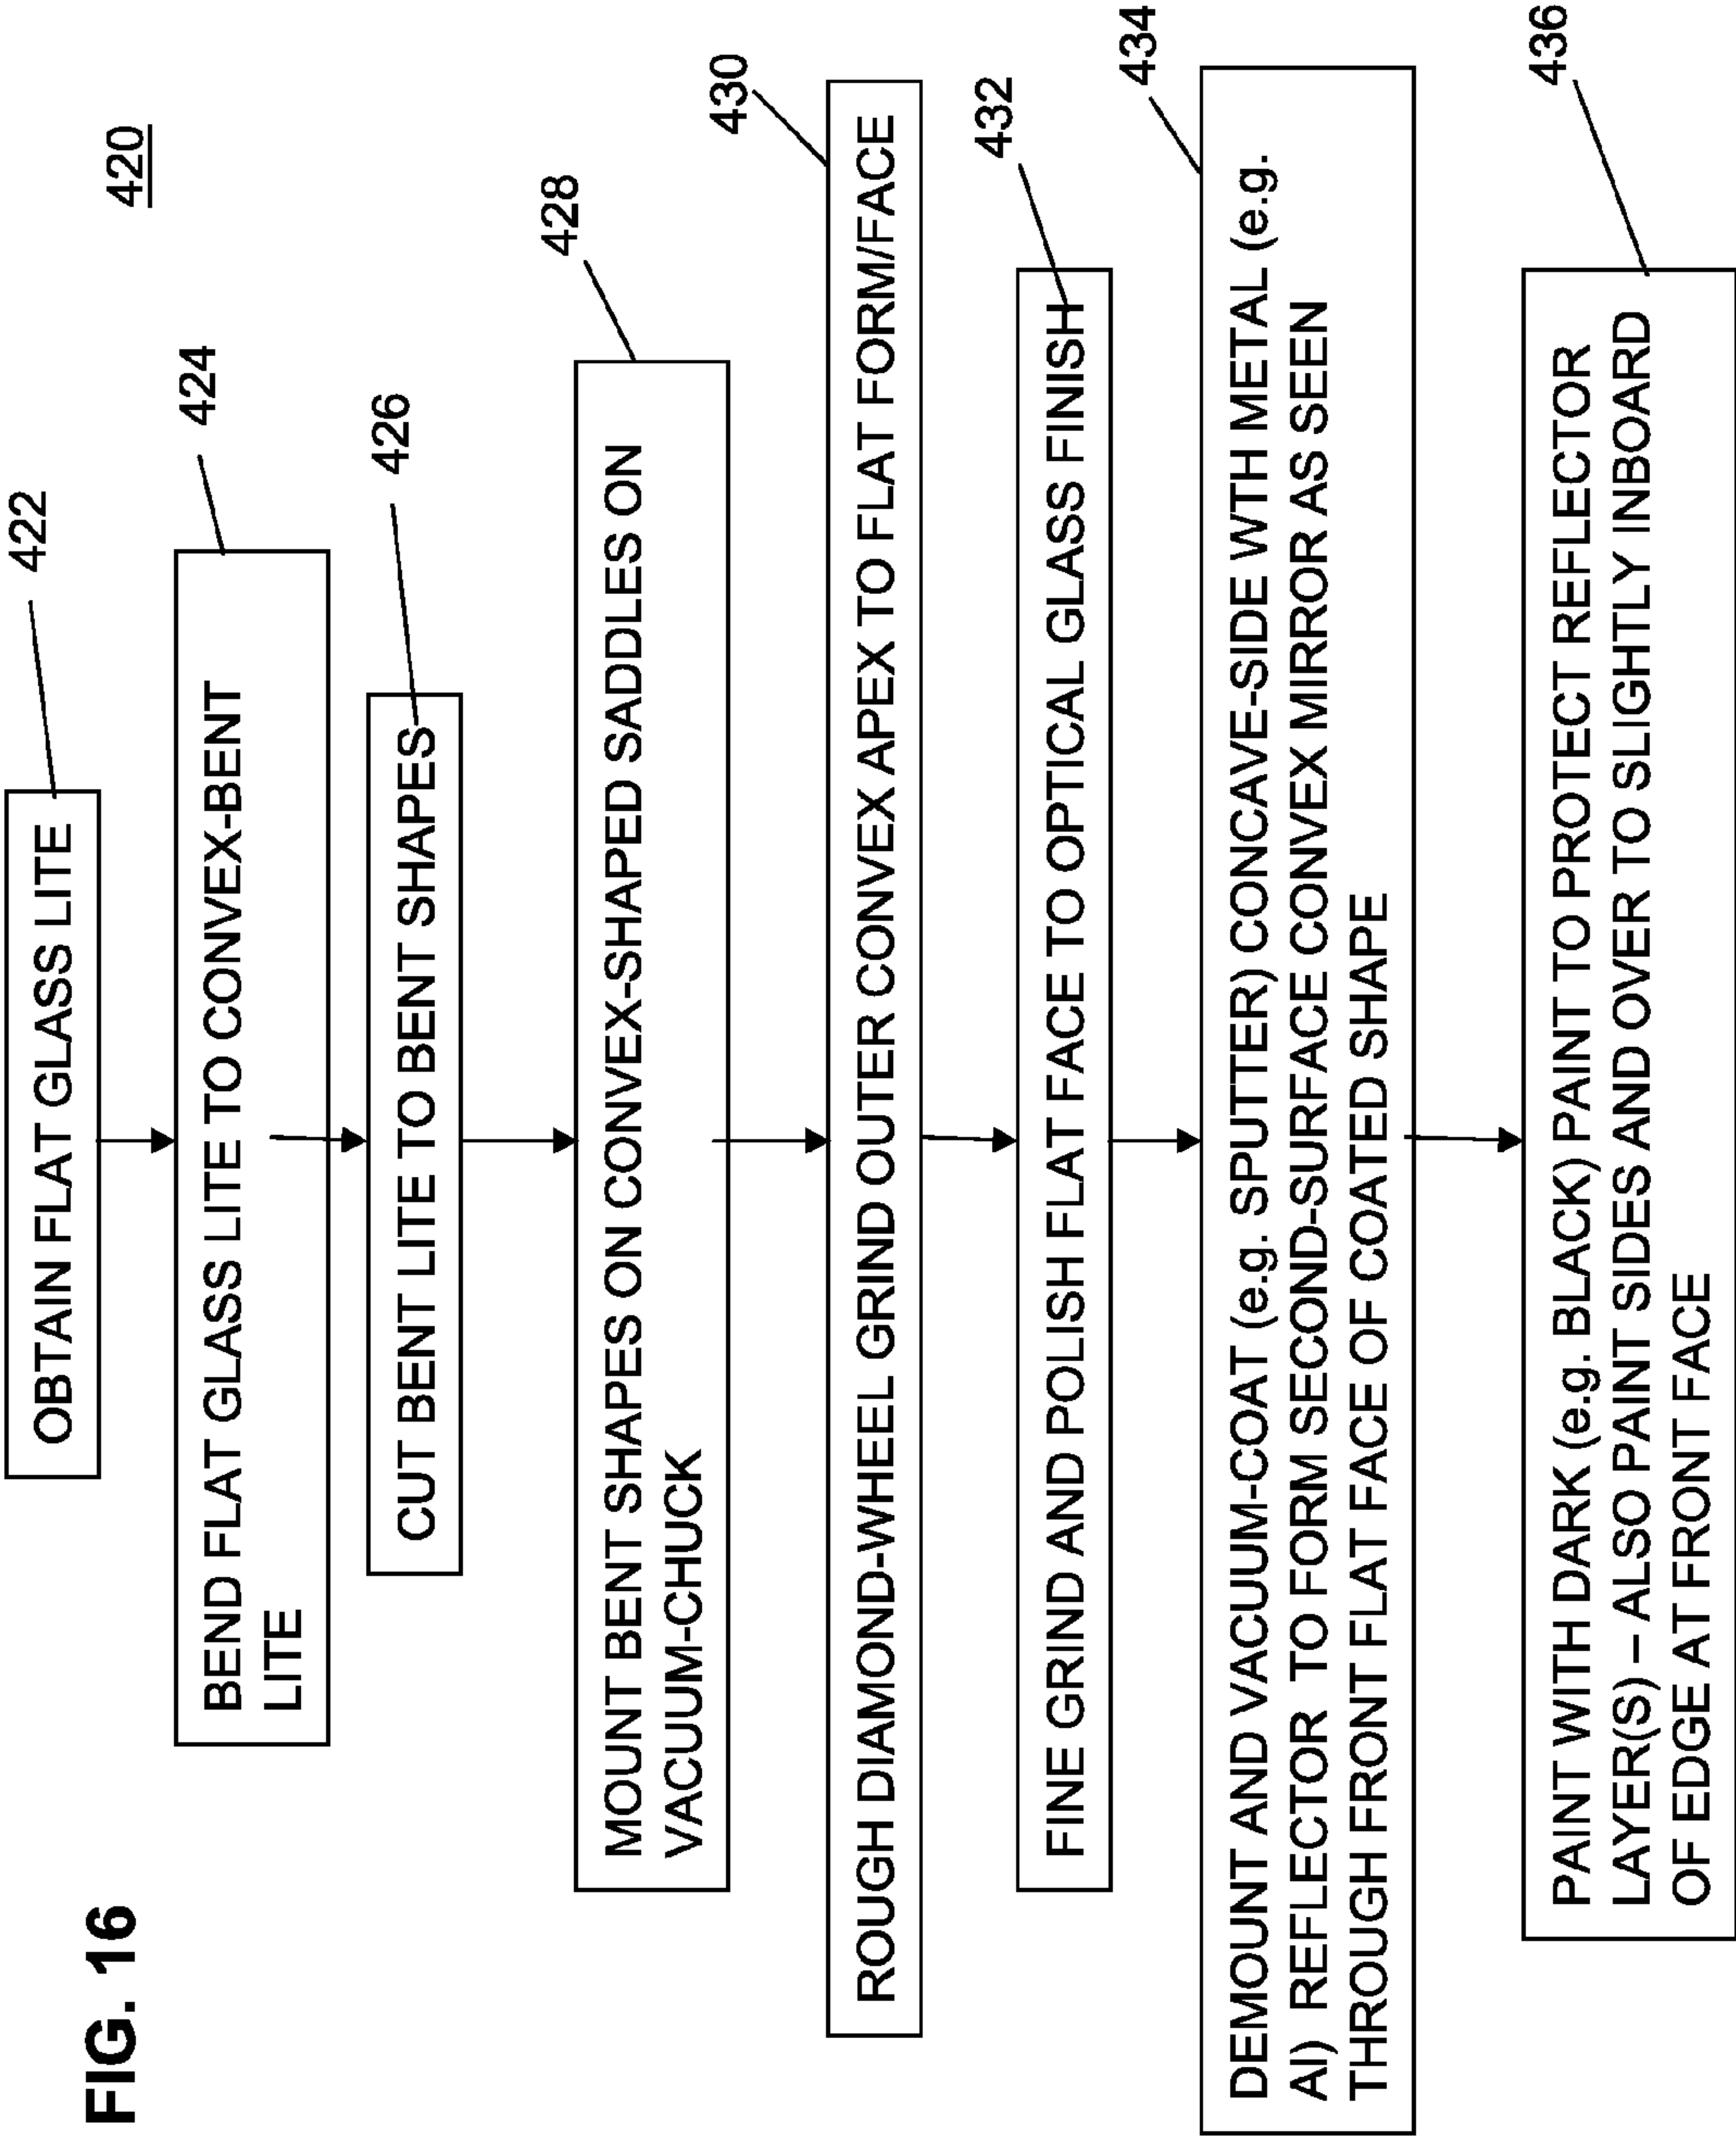 FIG. 16
420
422
OBTAIN FLAT GLASS LITE
424
BEND FLAT GLASS LITE TO CONVEX-BENT
LITE
426
CUT BENT LITE TO BENT SHAPES
428
MOUNT BENT SHAPES ON CONVEX-SHAPED SADDLES ON
VACUUM-CHUCK
430
ROUGH DIAMOND-WHEEL GRIND OUTER CONVEX APEX TO FLAT FORM/FACE
432
FINE GRIND AND POLISH FLAT FACE TO OPTICAL GLASS FINISH
434
DEMOUNT AND VACUUM-COAT (e.g. SPUTTER) CONCAVE-SIDE WTH METAL (e.g.
Al) REFLECTOR TO FORM SECOND-SURFACE CONVEX MIRROR AS SEEN
THROUGH FRONT FLAT FACE OF COATED SHAPE
436
PAINT WITH DARK (e.g. BLACK) PAINT TO PROTECT REFLECTOR
LAYER(S) – ALSO PAINT SIDES AND OVER TO SLIGHTLY INBOARD
OF EDGE AT FRONT FACE